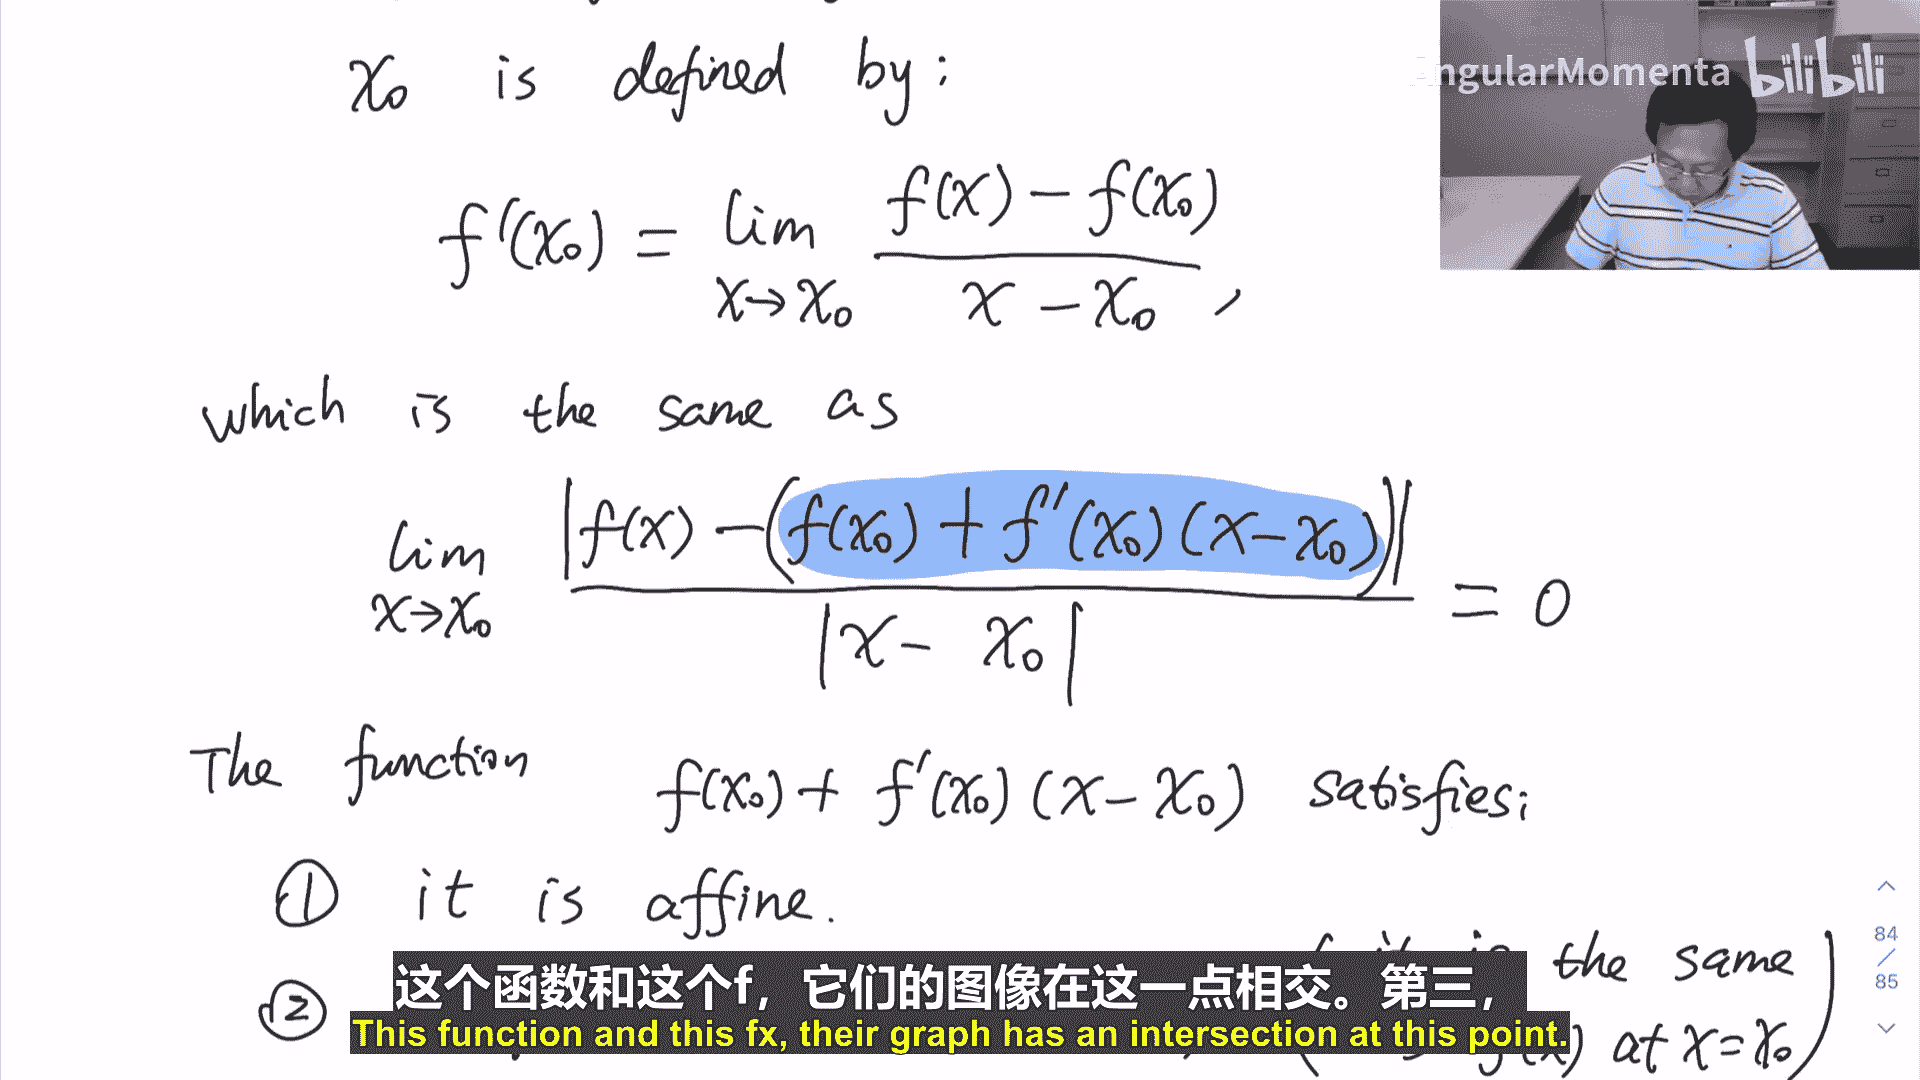 x₀ is defined by:
AngularMomenta bilibili
f'(x₀) = lim x→x₀ (f(x) − f(x₀)) / (x − x₀),
which is the same as
lim x→x₀ |f(x) − (f(x₀) + f'(x₀)(x − x₀))| / |x − x₀| = 0
The function f(x₀) + f'(x₀)(x − x₀) satisfies:
① it is affine.
② the same
at x = x₀)
84
/
85
这个函数和这个f，它们的图像在这一点相交。第三，
This function and this fx, their graph has an intersection at this point.